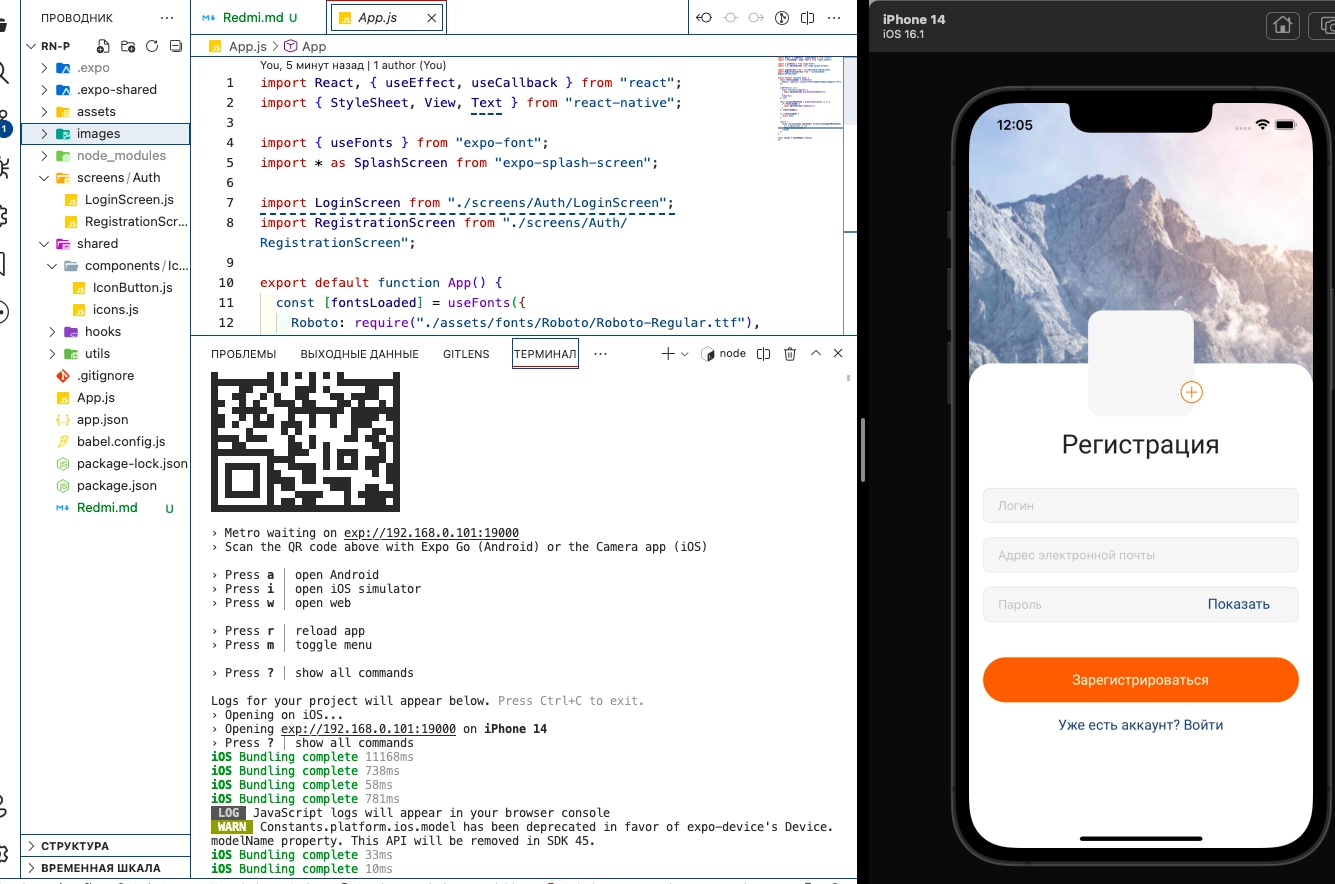 ПРОВОДНИК
RN-P
.expo
.expo-shared
assets
images
node_modules
screens/Auth
LoginScreen.js
RegistrationScr...
shared
components/Ic...
IconButton.js
icons.js
hooks
utils
.gitignore
App.js
app.json
babel.config.js
package-lock.json
package.json
Redmi.md U
СТРУКТУРА
ВРЕМЕННАЯ ШКАЛА
1
Redmi.md U
App.js
App.js > App
You, 5 минут назад | 1 author (You)
1 import React, { useEffect, useCallback } from "react";
2 import { StyleSheet, View, Text } from "react-native";
3
4 import { useFonts } from "expo-font";
5 import * as SplashScreen from "expo-splash-screen";
6
7 import LoginScreen from "./screens/Auth/LoginScreen";
8 import RegistrationScreen from "./screens/Auth/
RegistrationScreen";
9
10 export default function App() {
11 const [fontsLoaded] = useFonts({
12 Roboto: require("./assets/fonts/Roboto/Roboto-Regular.ttf"),
ПРОБЛЕМЫ ВЫХОДНЫЕ ДАННЫЕ GITLENS ТЕРМИНАЛ node
› Metro waiting on exp://192.168.0.101:19000
› Scan the QR code above with Expo Go (Android) or the Camera app (iOS)
› Press a │ open Android
› Press i │ open iOS simulator
› Press w │ open web
› Press r │ reload app
› Press m │ toggle menu
› Press ? │ show all commands
Logs for your project will appear below. Press Ctrl+C to exit.
› Opening on iOS...
› Opening exp://192.168.0.101:19000 on iPhone 14
› Press ? │ show all commands
iOS Bundling complete 11168ms
iOS Bundling complete 738ms
iOS Bundling complete 58ms
iOS Bundling complete 781ms
LOG JavaScript logs will appear in your browser console
WARN Constants.platform.ios.model has been deprecated in favor of expo-device's Device.
modelName property. This API will be removed in SDK 45.
iOS Bundling complete 33ms
iOS Bundling complete 10ms
iPhone 14
iOS 16.1
12:05
Регистрация
Логин
Адрес электронной почты
Пароль
Показать
Зарегистрироваться
Уже есть аккаунт? Войти